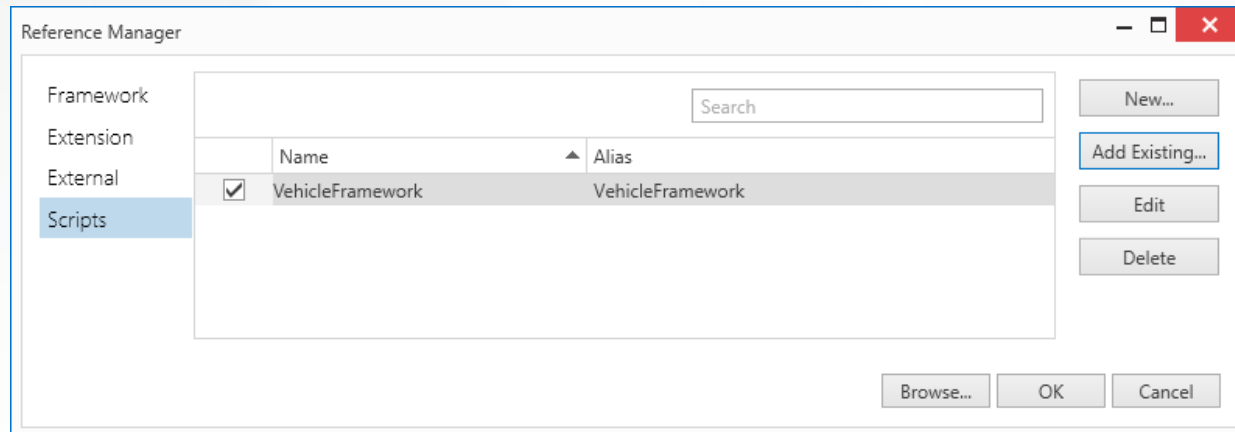 Reference Manager
Framework
Extension
External
Scripts
Search
Name Alias
VehicleFramework VehicleFramework
New...
Add Existing...
Edit
Delete
Browse... OK Cancel